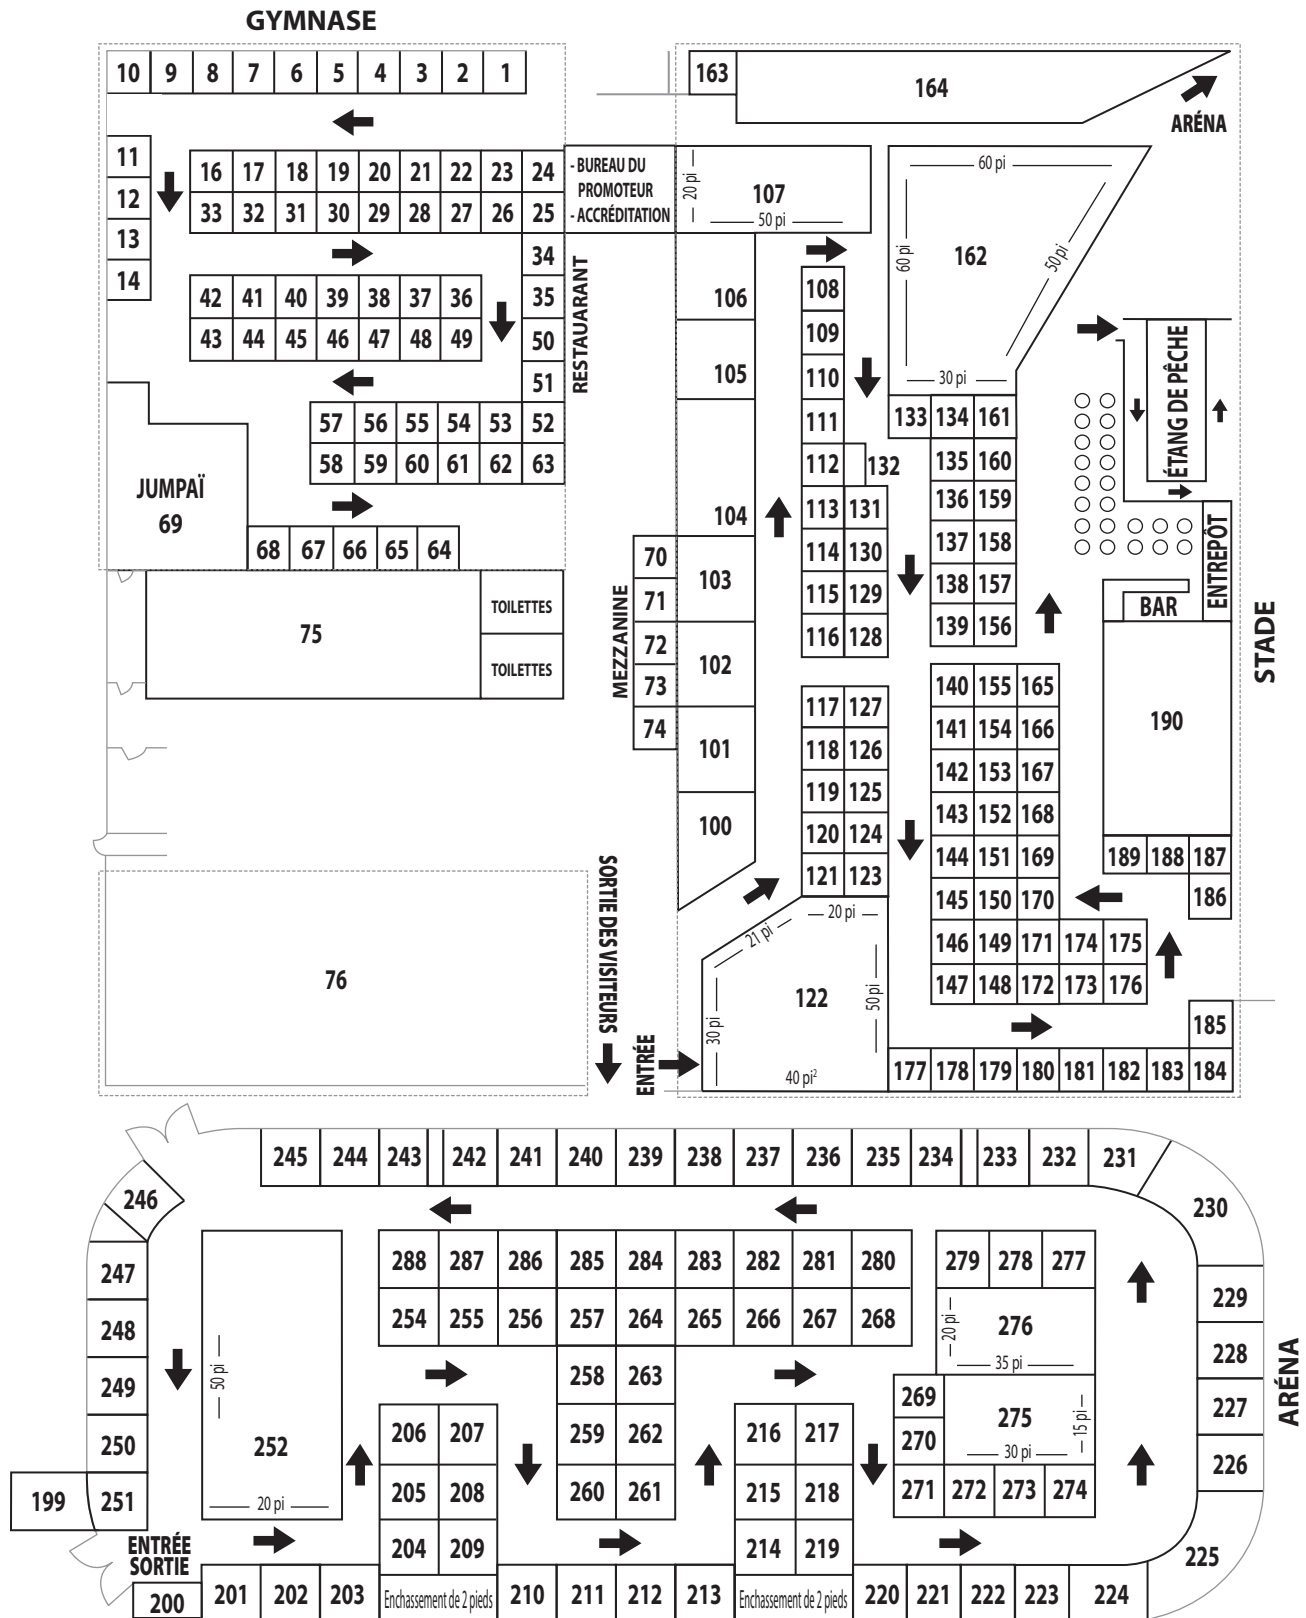 GYMNASE
10 9 8 7 6 5 4 3 2 1
163
164
ARÉNA
11
12
13
14
16 17 18 19 20 21 22 23 24
33 32 31 30 29 28 27 26 25
- BUREAU DU
PROMOTEUR
- ACCRÉDITATION
20 pi
107
50 pi
34
35
50
51
RESTAUARANT
42 41 40 39 38 37 36
43 44 45 46 47 48 49
57 56 55 54 53 52
58 59 60 61 62 63
JUMPAÏ
69
68 67 66 65 64
75
TOILETTES
TOILETTES
76
MEZZANINE
70
71
72
73
74
106
105
104
103
102
101
100
108
109
110
111
112 132
113 131
114 130
115 129
116 128
117 127
118 126
119 125
120 124
121 123
60 pi
60 pi
162
50 pi
30 pi
133 134 161
135 160
136 159
137 158
138 157
139 156
140 155 165
141 154 166
142 153 167
143 152 168
144 151 169
145 150 170
146 149 171 174 175
147 148 172 173 176
ÉTANG DE PÊCHE
ENTREPÔT
BAR
STADE
190
189 188 187
186
185
177 178 179 180 181 182 183 184
20 pi
21 pi
122
50 pi
30 pi
40 pi²
SORTIE DES VISITEURS
ENTRÉE
245 244 243 242 241 240 239 238 237 236 235 234 233 232 231
230
246
247
248
249
250
199 251
50 pi
252
20 pi
288 287 286 285 284 283 282 281 280
254 255 256 257 264 265 266 267 268
258 263
259 262
260 261
206 207
205 208
204 209
216 217
215 218
214 219
279 278 277
20 pi
276
35 pi
269
270
275
15 pi
30 pi
271 272 273 274
229
228
227
226
225
ARÉNA
ENTRÉE
SORTIE
200 201 202 203 Enchassement de 2 pieds 210 211 212 213 Enchassement de 2 pieds 220 221 222 223 224